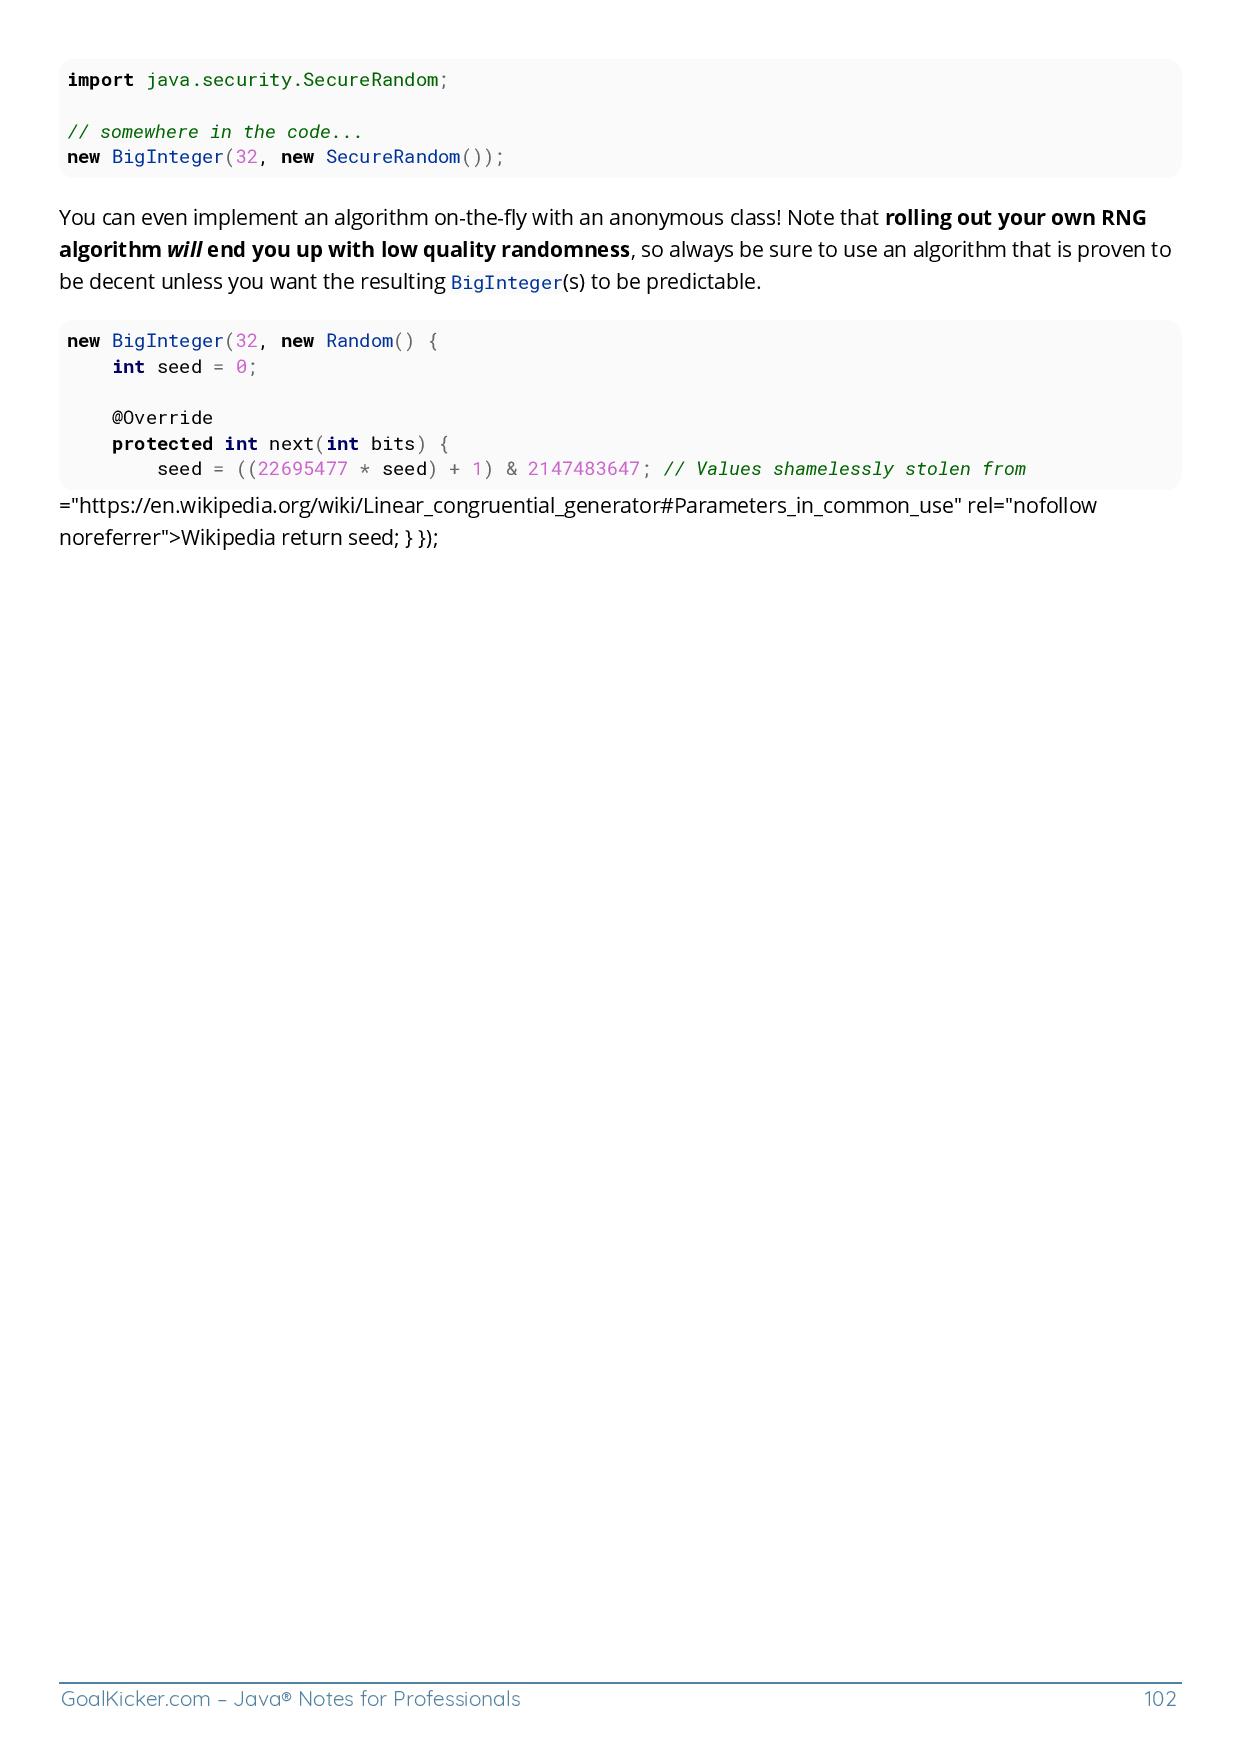 import java.security.SecureRandom;
// somewhere in the code...
new BigInteger(32, new SecureRandom());
You can even implement an algorithm on-the-fly with an anonymous class! Note that rolling out your own RNG
algorithm will end you up with low quality randomness, so always be sure to use an algorithm that is proven to
be decent unless you want the resulting BigInteger(s) to be predictable.
new BigInteger(32, new Random() {
    int seed = 0;
    @Override
    protected int next(int bits) {
        seed = ((22695477 * seed) + 1) & 2147483647; // Values shamelessly stolen from
="https://en.wikipedia.org/wiki/Linear_congruential_generator#Parameters_in_common_use" rel="nofollow
noreferrer">Wikipedia return seed; } });
GoalKicker.com – Java® Notes for Professionals 102